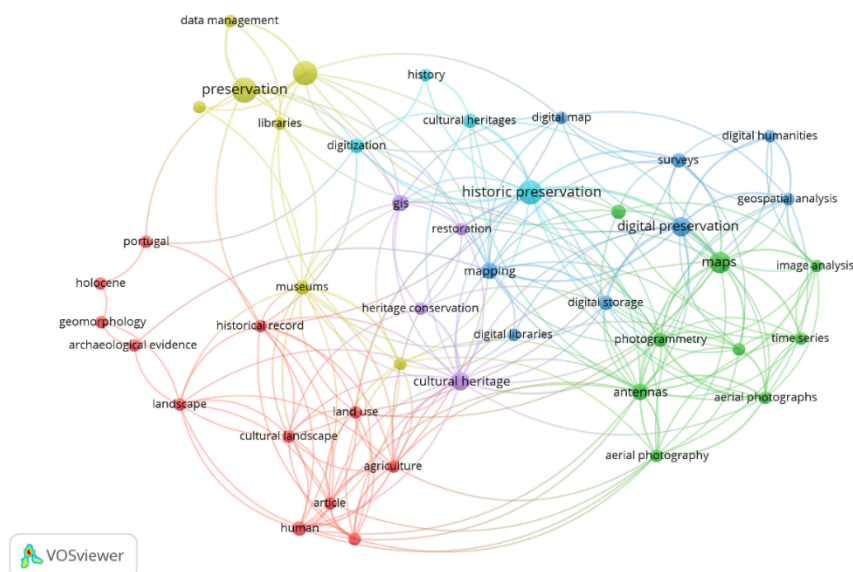 data management
preservation
history
libraries
cultural heritages
digital map
digital humanities
digitization
surveys
historic preservation
geospatial analysis
gis
restoration
digital preservation
portugal
mapping
maps
image analysis
holocene
museums
heritage conservation
digital storage
geomorphology
historical record
archaeological evidence
digital libraries
photogrammetry
time series
cultural heritage
antennas
aerial photographs
landscape
land use
cultural landscape
aerial photography
agriculture
article
human
VOSviewer